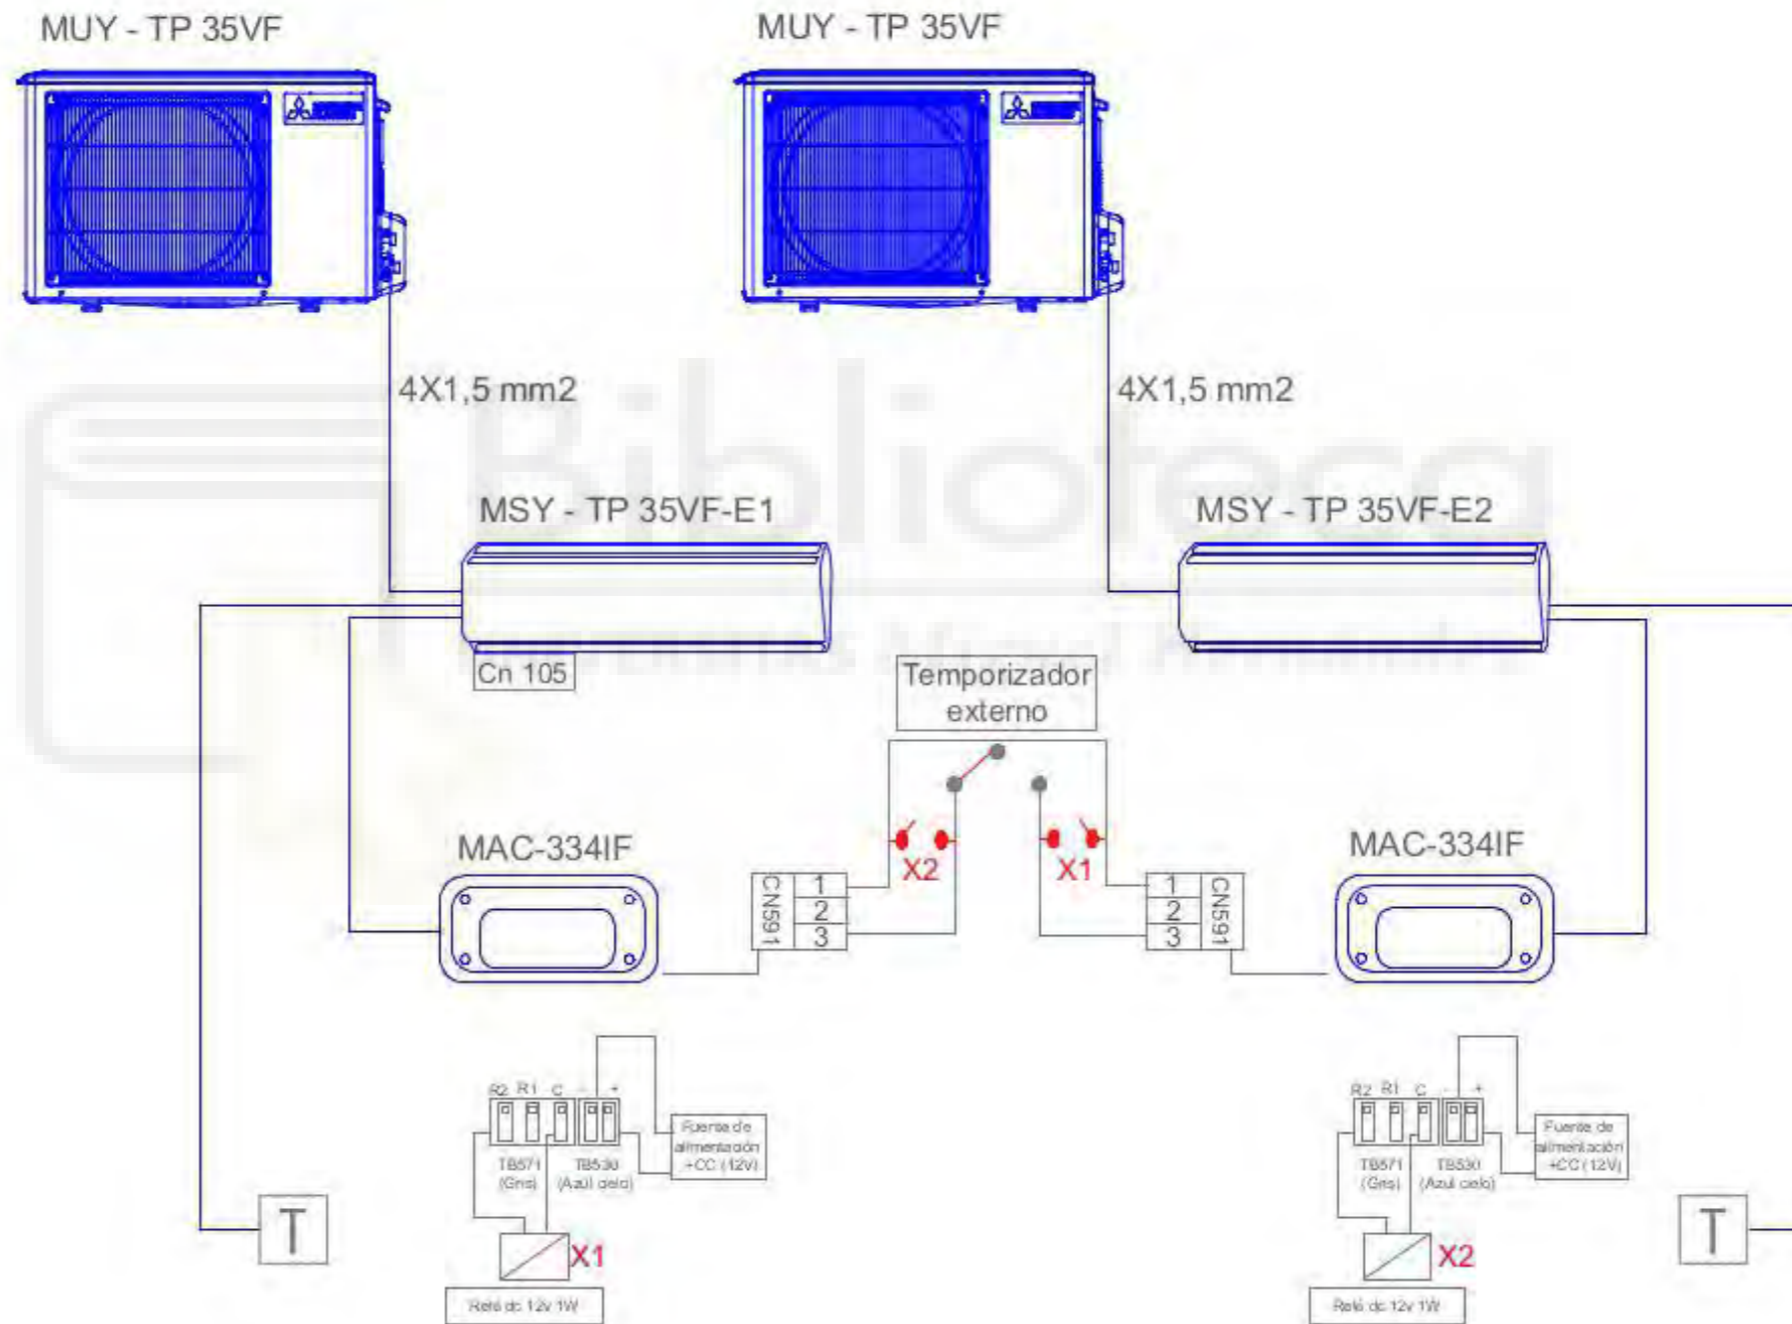 MUY - TP 35VF
MUY - TP 35VF
4X1,5 mm2
4X1,5 mm2
Biblioteca
MSY - TP 35VF-E1
MSY - TP 35VF-E2
Cn 105
Temporizador
externo
MAC-334IF
MAC-334IF
X2
X1
CN591
1
2
3
1
2
3
CN591
R2 R1 C - +
TB571
(Gris)
TB530
(Azul cielo)
Fuente de
alimentación
+CC (12V)
R2 R1 C - +
TB571
(Gris)
TB530
(Azul cielo)
Fuente de
alimentación
+CC (12V)
T
X1
Relé dc 12v 1W
X2
Relé dc 12v 1W
T